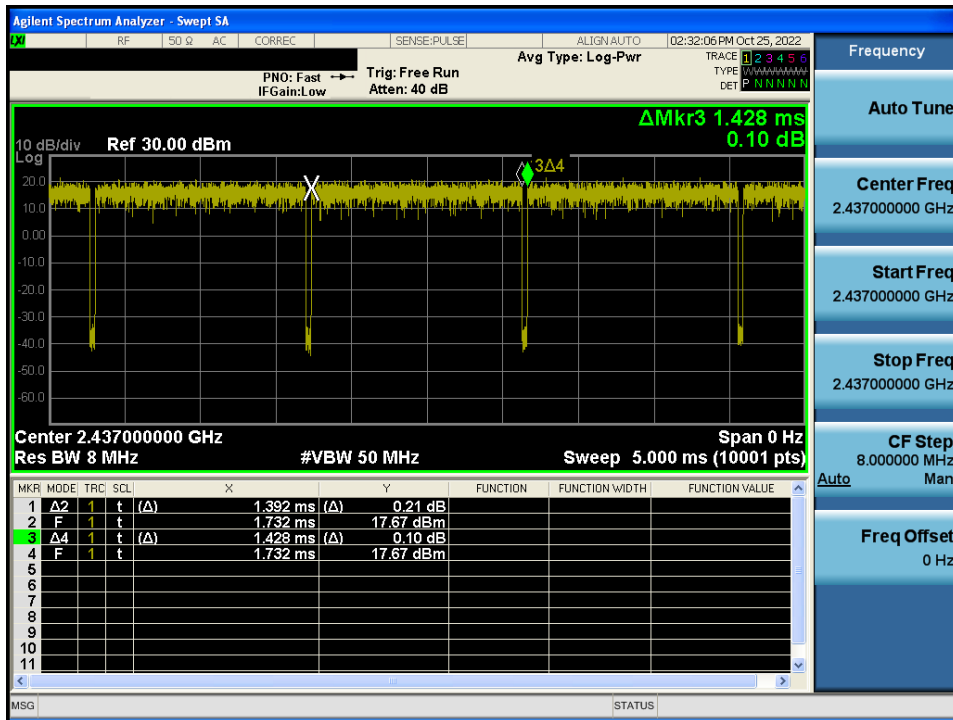 Agilent Spectrum Analyzer - Swept SA
LXI RF 50 Ω AC CORREC SENSE:PULSE ALIGN AUTO 02:32:06 PM Oct 25, 2022
Avg Type: Log-Pwr
TRACE 1 2 3 4 5 6
PNO: Fast Trig: Free Run
TYPE WWWWWW
IFGain:Low Atten: 40 dB
DET P N N N N N
ΔMkr3 1.428 ms
0.10 dB
10 dB/div Ref 30.00 dBm
Log
3Δ4
20.0
10.0
0.00
-10.0
-20.0
-30.0
-40.0
-50.0
-60.0
Center 2.437000000 GHz Span 0 Hz
Res BW 8 MHz #VBW 50 MHz Sweep 5.000 ms (10001 pts)
MKR MODE TRC SCL X Y FUNCTION FUNCTION WIDTH FUNCTION VALUE
1 Δ2 1 t (Δ) 1.392 ms (Δ) 0.21 dB
2 F 1 t 1.732 ms 17.67 dBm
3 Δ4 1 t (Δ) 1.428 ms (Δ) 0.10 dB
4 F 1 t 1.732 ms 17.67 dBm
5
6
7
8
9
10
11
MSG STATUS
Frequency
Auto Tune
Center Freq
2.437000000 GHz
Start Freq
2.437000000 GHz
Stop Freq
2.437000000 GHz
CF Step
8.000000 MHz
Auto Man
Freq Offset
0 Hz